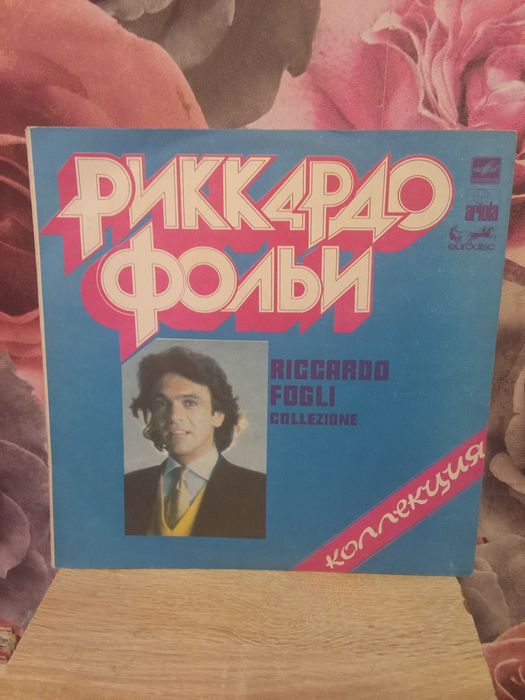 РИККАРДО
ФОЛЬИ
ariola
eurodisc
RICCARDO
FOGLI
COLLEZIONE
коллекция